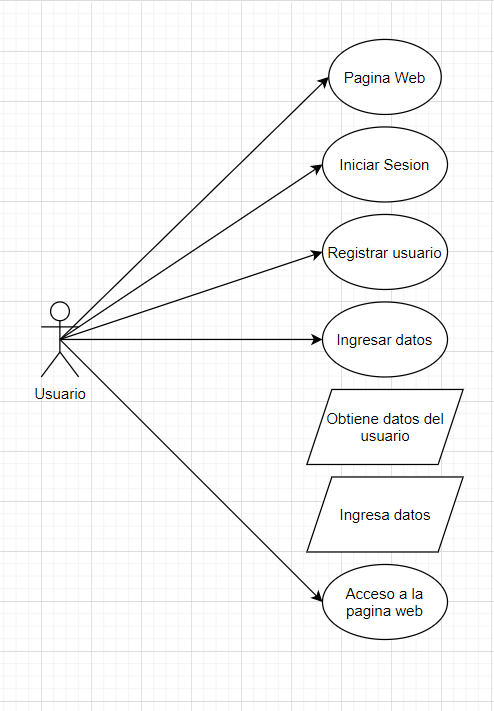 Pagina Web
Iniciar Sesion
Registrar usuario
Ingresar datos
Usuario
Obtiene datos del
usuario
Ingresa datos
Acceso a la
pagina web